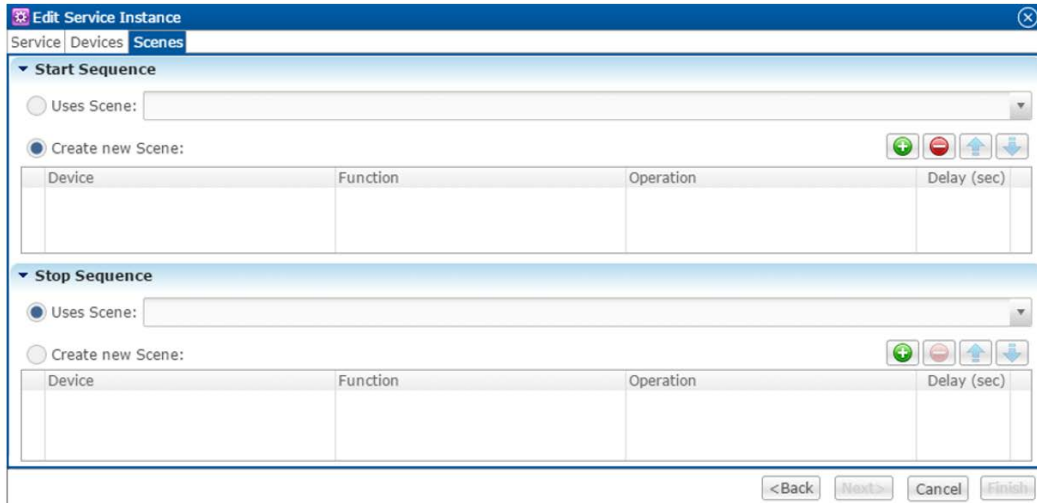 Edit Service Instance
Service Devices Scenes
Start Sequence
Uses Scene:
Create new Scene:
Device Function Operation Delay (sec)
Stop Sequence
Uses Scene:
Create new Scene:
Device Function Operation Delay (sec)
<Back Next> Cancel Finish